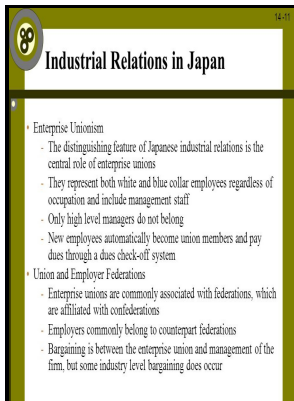 14-11
Industrial Relations in Japan
• Enterprise Unionism
- The distinguishing feature of Japanese industrial relations is the
central role of enterprise unions
- They represent both white and blue collar employees regardless of
occupation and include management staff
- Only high level managers do not belong
- New employees automatically become union members and pay
dues through a dues check-off system
• Union and Employer Federations
- Enterprise unions are commonly associated with federations, which
are affiliated with confederations
- Employers commonly belong to counterpart federations
- Bargaining is between the enterprise union and management of the
firm, but some industry level bargaining does occur